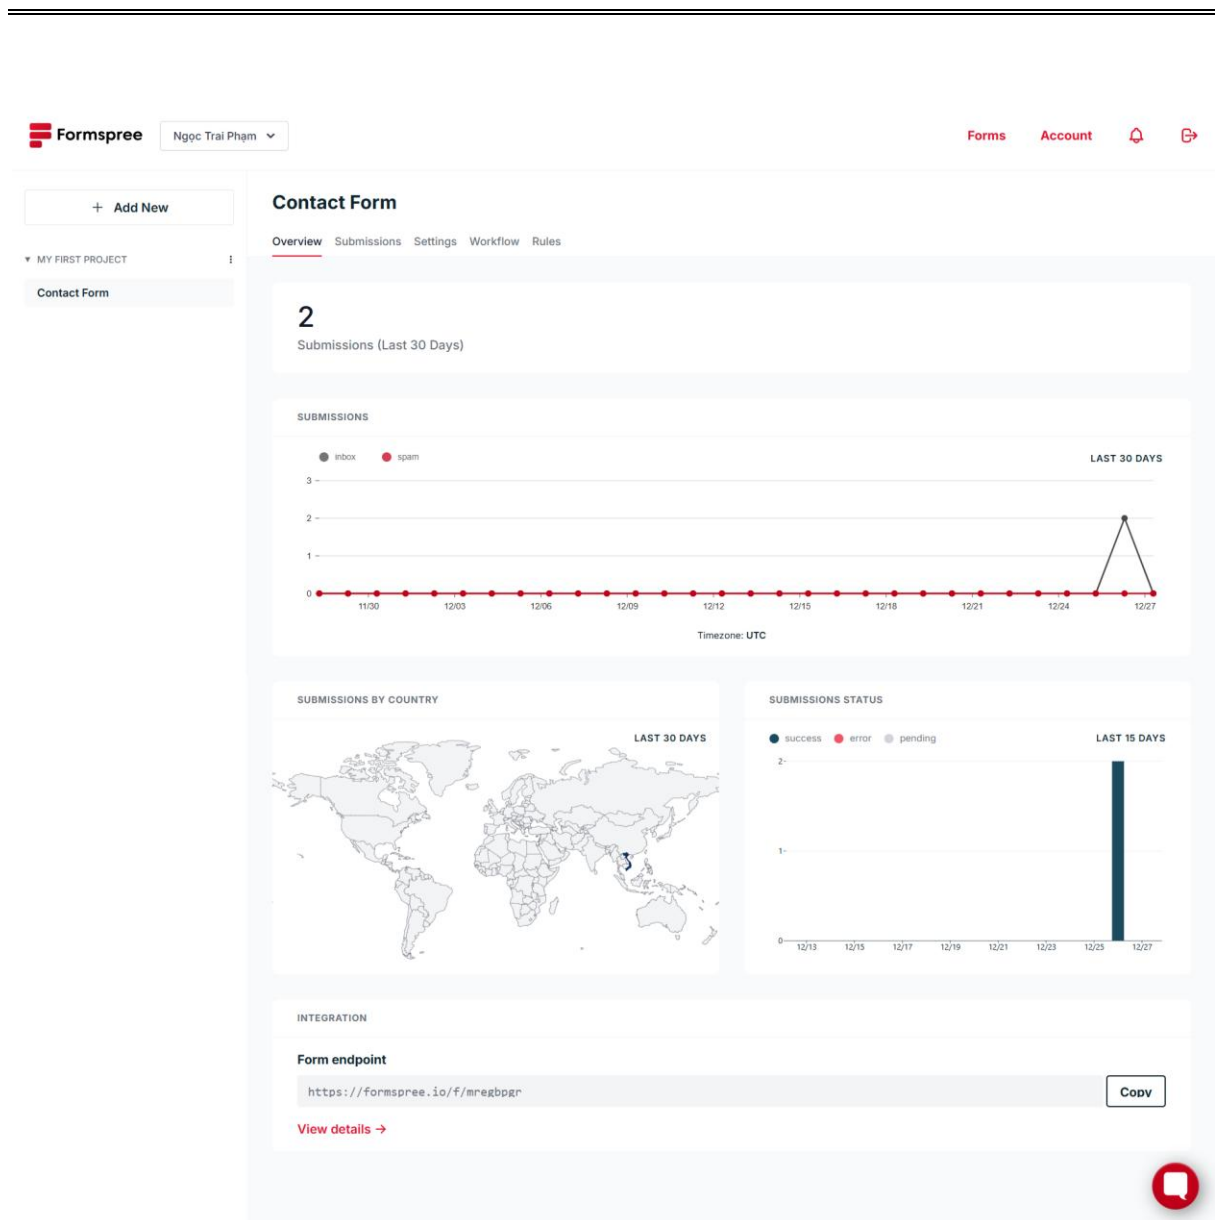 Formspree
Ngọc Trai Phạm
Forms Account
+ Add New
MY FIRST PROJECT
Contact Form
Contact Form
Overview Submissions Settings Workflow Rules
2
Submissions (Last 30 Days)
SUBMISSIONS
inbox spam
LAST 30 DAYS
3
2
1
0
11/30 12/03 12/06 12/09 12/12 12/15 12/18 12/21 12/24 12/27
Timezone: UTC
SUBMISSIONS BY COUNTRY
LAST 30 DAYS
SUBMISSIONS STATUS
success error pending
LAST 15 DAYS
2
1
0
12/13 12/15 12/17 12/19 12/21 12/23 12/25 12/27
INTEGRATION
Form endpoint
https://formspree.io/f/mregbpgr
Copy
View details →